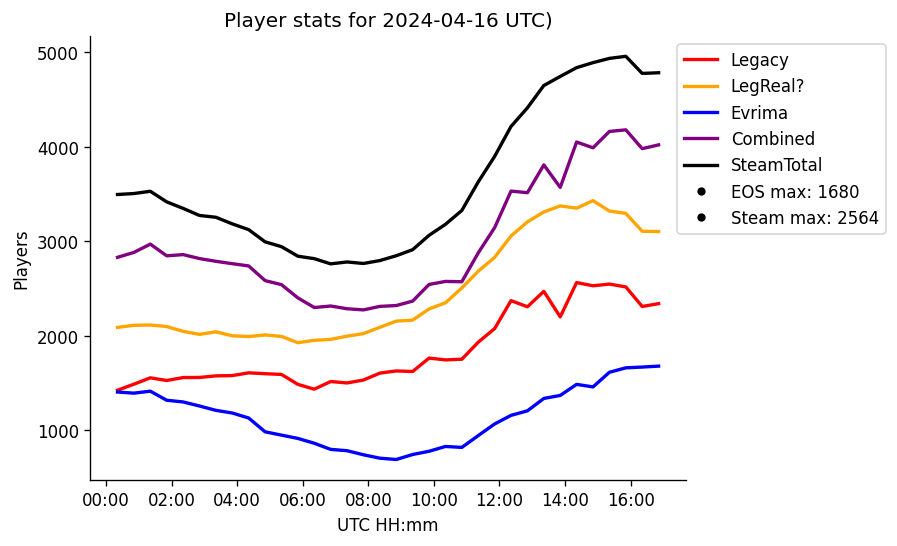 Player stats for 2024-04-16 UTC)
5000
4000
3000
2000
1000
Players
00:00 02:00 04:00 06:00 08:00 10:00 12:00 14:00 16:00
UTC HH:mm
Legacy
LegReal?
Evrima
Combined
SteamTotal
EOS max: 1680
Steam max: 2564